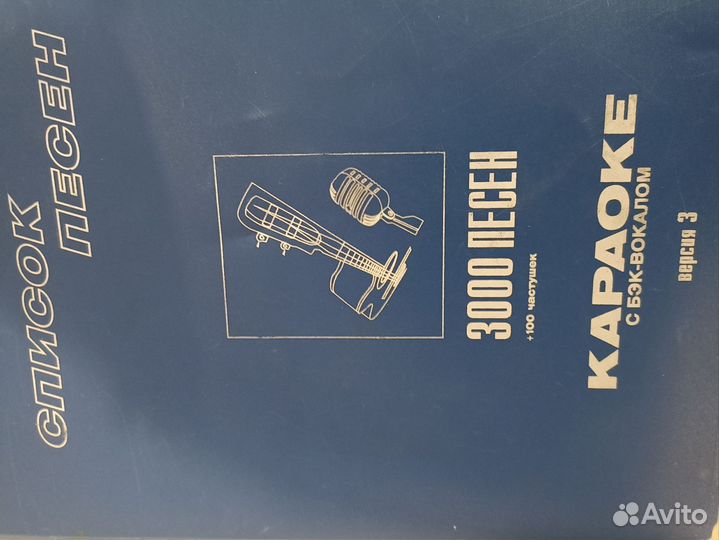 СПИСОК
ПЕСЕН
3000 ПЕСЕН
+100 частушек
КАРАОКЕ
С БЭК-ВОКАЛОМ
версия 3
Avito